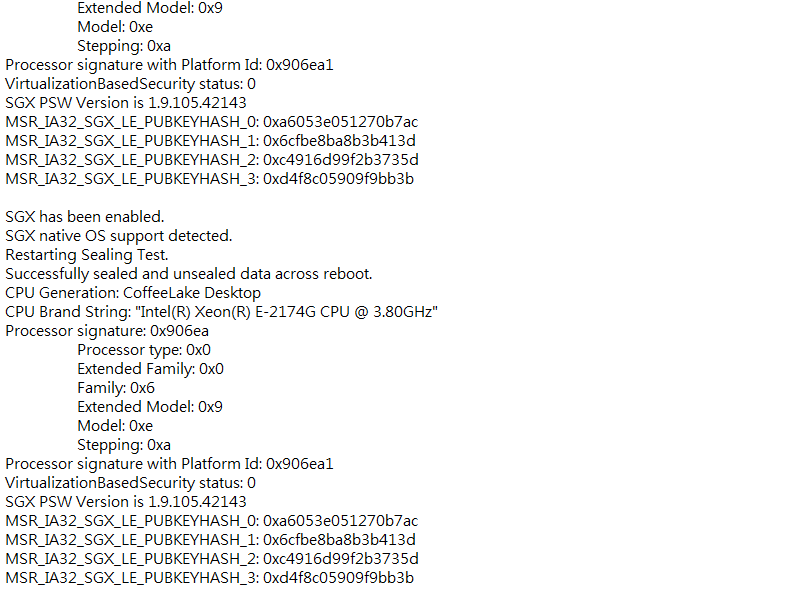 Extended Model: 0x9
Model: 0xe
Stepping: 0xa
Processor signature with Platform Id: 0x906ea1
VirtualizationBasedSecurity status: 0
SGX PSW Version is 1.9.105.42143
MSR_IA32_SGX_LE_PUBKEYHASH_0: 0xa6053e051270b7ac
MSR_IA32_SGX_LE_PUBKEYHASH_1: 0x6cfbe8ba8b3b413d
MSR_IA32_SGX_LE_PUBKEYHASH_2: 0xc4916d99f2b3735d
MSR_IA32_SGX_LE_PUBKEYHASH_3: 0xd4f8c05909f9bb3b
SGX has been enabled.
SGX native OS support detected.
Restarting Sealing Test.
Successfully sealed and unsealed data across reboot.
CPU Generation: CoffeeLake Desktop
CPU Brand String: "Intel(R) Xeon(R) E-2174G CPU @ 3.80GHz"
Processor signature: 0x906ea
Processor type: 0x0
Extended Family: 0x0
Family: 0x6
Extended Model: 0x9
Model: 0xe
Stepping: 0xa
Processor signature with Platform Id: 0x906ea1
VirtualizationBasedSecurity status: 0
SGX PSW Version is 1.9.105.42143
MSR_IA32_SGX_LE_PUBKEYHASH_0: 0xa6053e051270b7ac
MSR_IA32_SGX_LE_PUBKEYHASH_1: 0x6cfbe8ba8b3b413d
MSR_IA32_SGX_LE_PUBKEYHASH_2: 0xc4916d99f2b3735d
MSR_IA32_SGX_LE_PUBKEYHASH_3: 0xd4f8c05909f9bb3b